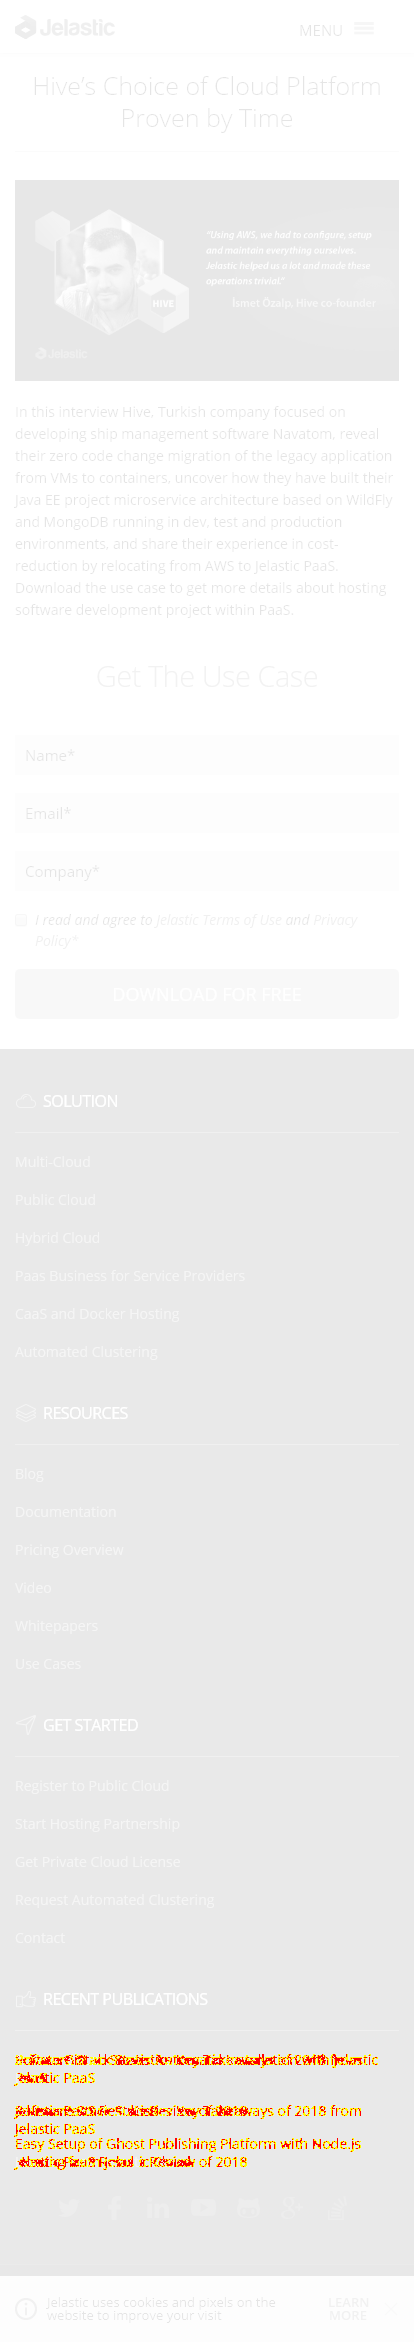 Jelastic
MENU
Hive's Choice of Cloud Platform
Proven by Time
"Using AWS, we had to configure, setup
and maintain everything ourselves.
Jelastic helped us a lot and made these
operations trivial."
HIVE
İsmet Özalp, Hive co-founder
Jelastic
In this interview Hive, Turkish company focused on
developing ship management software Navatom, reveal
their zero code change migration of the legacy application
from VMs to containers, uncover how they have built their
Java EE project microservice architecture based on WildFly
and MongoDB running in dev, test and production
environments, and share their experience in cost-
reduction by relocating from AWS to Jelastic PaaS.
Download the use case to get more details about hosting
software development project within PaaS.
Get The Use Case
Name*
Email*
Company*
I read and agree to Jelastic Terms of Use and Privacy
Policy*
DOWNLOAD FOR FREE
SOLUTION
Multi-Cloud
Public Cloud
Hybrid Cloud
Paas Business for Service Providers
CaaS and Docker Hosting
Automated Clustering
RESOURCES
Blog
Documentation
Pricing Overview
Video
Whitepapers
Use Cases
GET STARTED
Register to Public Cloud
Start Hosting Partnership
Get Private Cloud License
Request Automated Clustering
Contact
RECENT PUBLICATIONS
Jelastic
PaaS
of 2018 from
Jelastic PaaS
Easy Setup of Ghost Publishing Platform with Node.js
of 2018
Jelastic uses cookies and pixels on the
website to improve your visit
LEARN
MORE